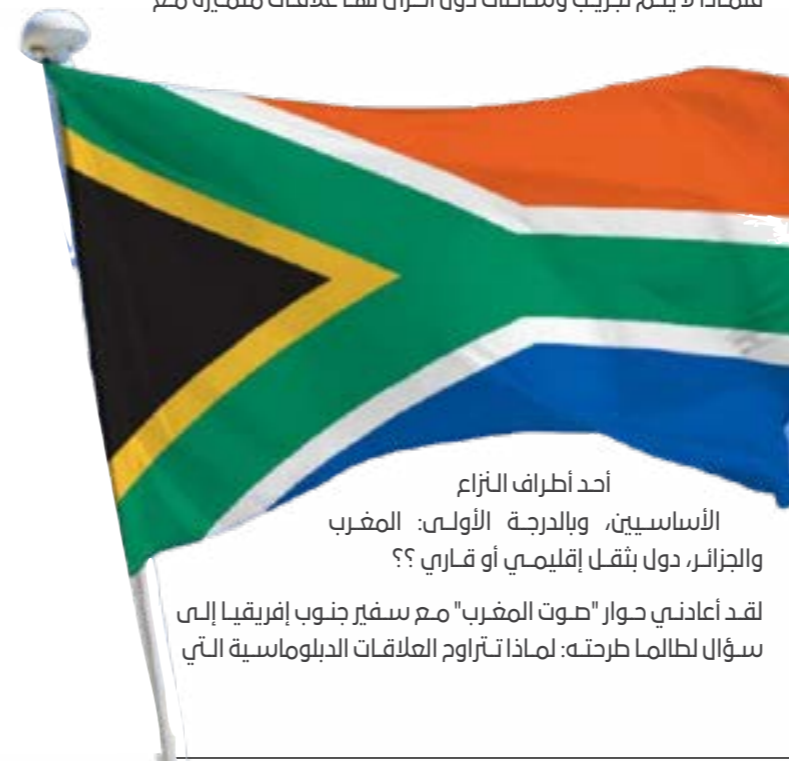 أحد أطراف النزاع
الأساسيين، وبالدرجة الأولى: المغرب
والجزائر، دول بثقل إقليمي أو قاري ؟؟
لقد أعادني حوار "صوت المغرب" مع سفير جنوب إفريقيا إلى
سؤال لطالما طرحته: لماذا تتراوح العلاقات الدبلوماسية التي